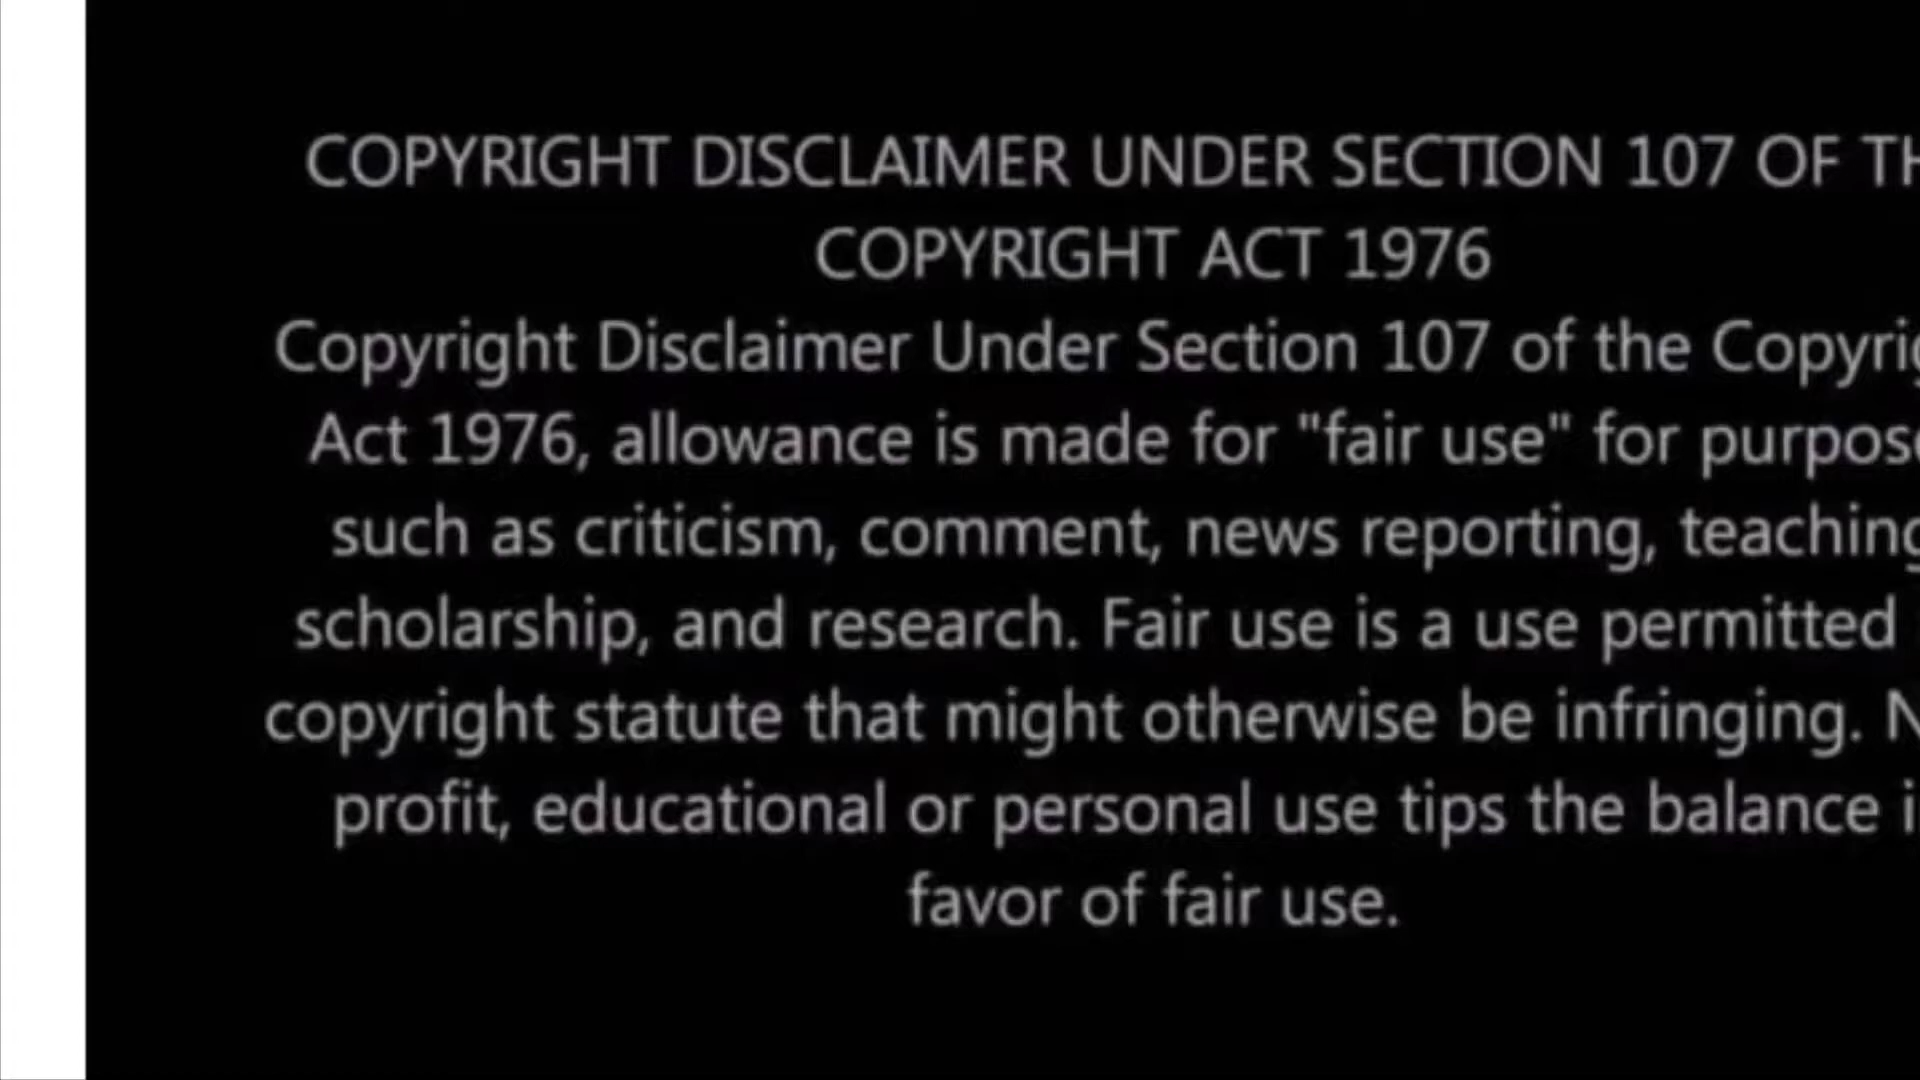 COPYRIGHT DISCLAIMER UNDER SECTION 107 OF TH
COPYRIGHT ACT 1976
Copyright Disclaimer Under Section 107 of the Copyrig
Act 1976, allowance is made for "fair use" for purpose
such as criticism, comment, news reporting, teaching
scholarship, and research. Fair use is a use permitted
copyright statute that might otherwise be infringing. N
profit, educational or personal use tips the balance i
favor of fair use.